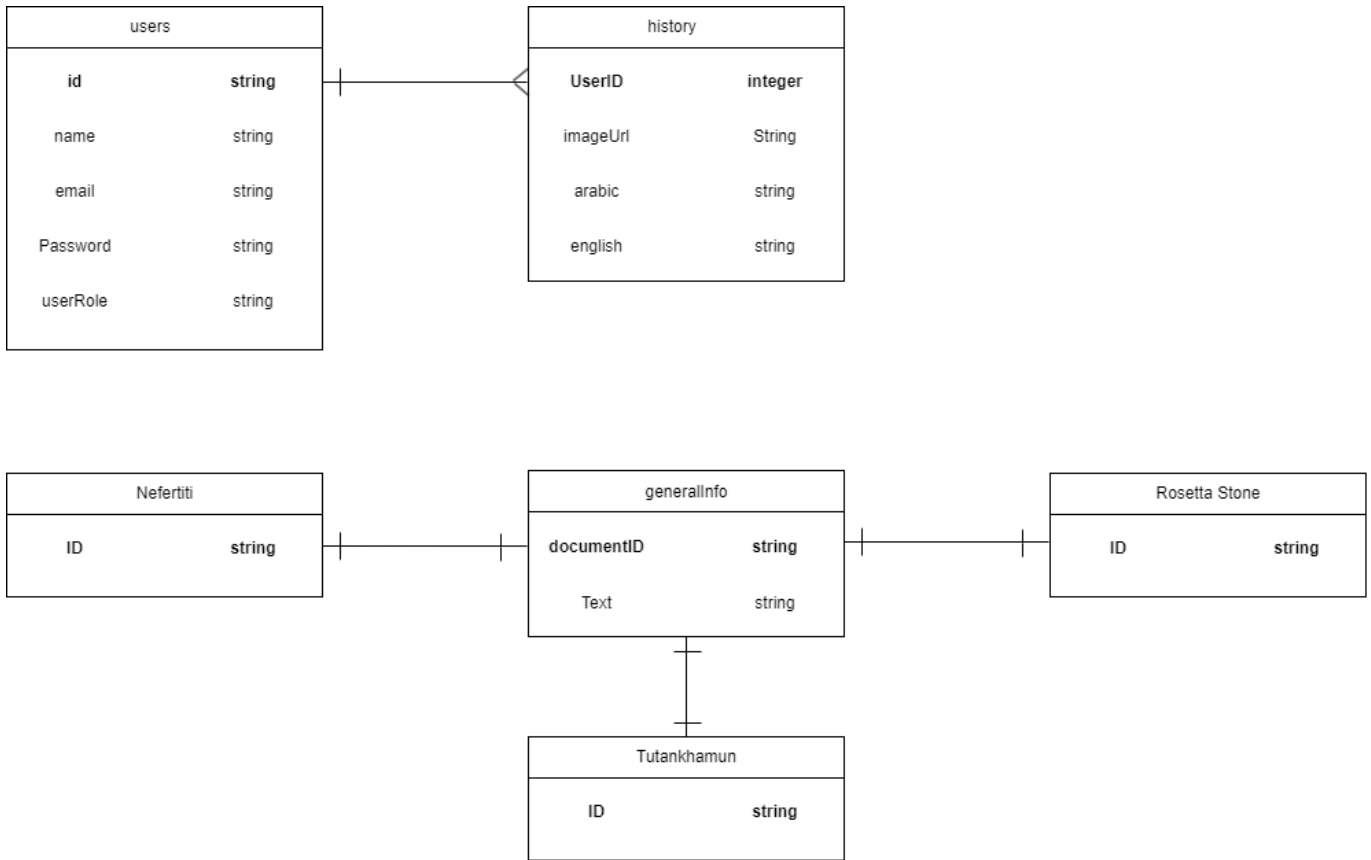 users
id string
name string
email string
Password string
userRole string
history
UserID integer
imageUrl String
arabic string
english string
Nefertiti
ID string
generalInfo
documentID string
Text string
Rosetta Stone
ID string
Tutankhamun
ID string